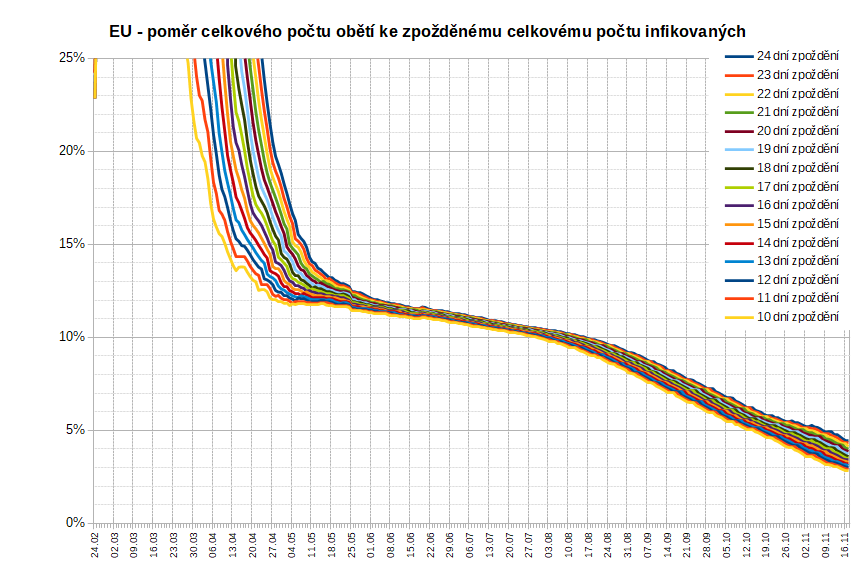 EU - poměr celkového počtu obětí ke zpožděnému celkovému počtu infikovaných
25%
20%
15%
10%
5%
0%
24 dní zpoždění
23 dní zpoždění
22 dní zpoždění
21 dní zpoždění
20 dní zpoždění
19 dní zpoždění
18 dní zpoždění
17 dní zpoždění
16 dní zpoždění
15 dní zpoždění
14 dní zpoždění
13 dní zpoždění
12 dní zpoždění
11 dní zpoždění
10 dní zpoždění
24.02
02.03
09.03
16.03
23.03
30.03
06.04
13.04
20.04
27.04
04.05
11.05
18.05
25.05
01.06
08.06
15.06
22.06
29.06
06.07
13.07
20.07
27.07
03.08
10.08
17.08
24.08
31.08
07.09
14.09
21.09
28.09
05.10
12.10
19.10
26.10
02.11
09.11
16.11